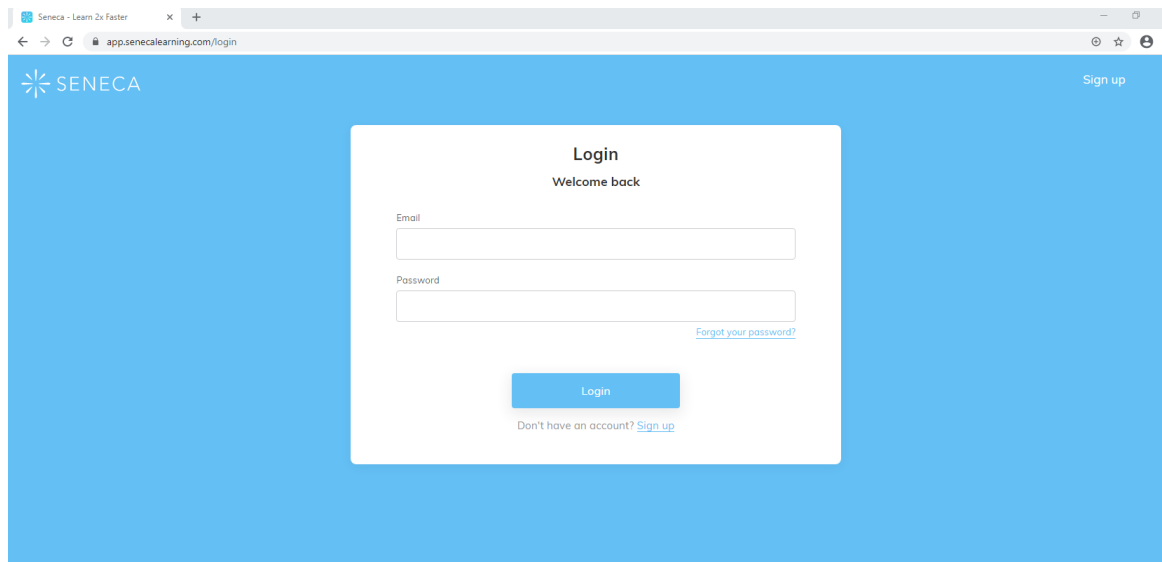 Seneca - Learn 2x Faster
app.senecalearning.com/login
SENECA
Sign up
Login
Welcome back
Email
Password
Forgot your password?
Login
Don't have an account? Sign up